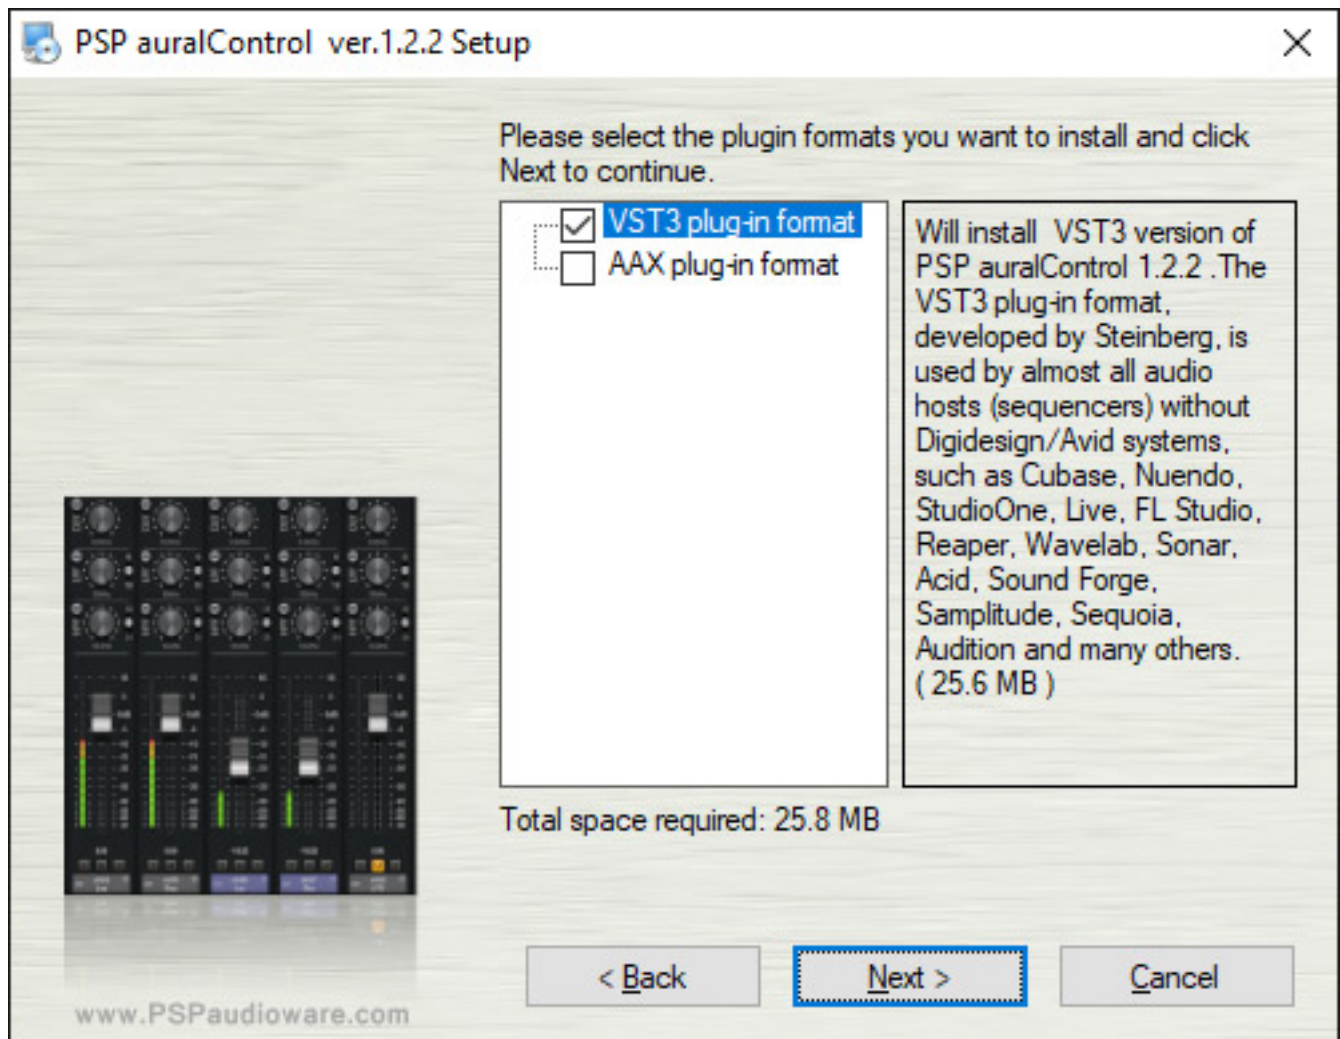 PSP auralControl  ver.1.2.2 Setup
Please select the plugin formats you want to install and click
Next to continue.
VST3 plug-in format
AAX plug-in format
Will install  VST3 version of
PSP auralControl 1.2.2 .The
VST3 plug-in format,
developed by Steinberg, is
used by almost all audio
hosts (sequencers) without
Digidesign/Avid systems,
such as Cubase, Nuendo,
StudioOne, Live, FL Studio,
Reaper, Wavelab, Sonar,
Acid, Sound Forge,
Samplitude, Sequoia,
Audition and many others.
( 25.6 MB )
Total space required: 25.8 MB
< Back
Next >
Cancel
www.PSPaudioware.com